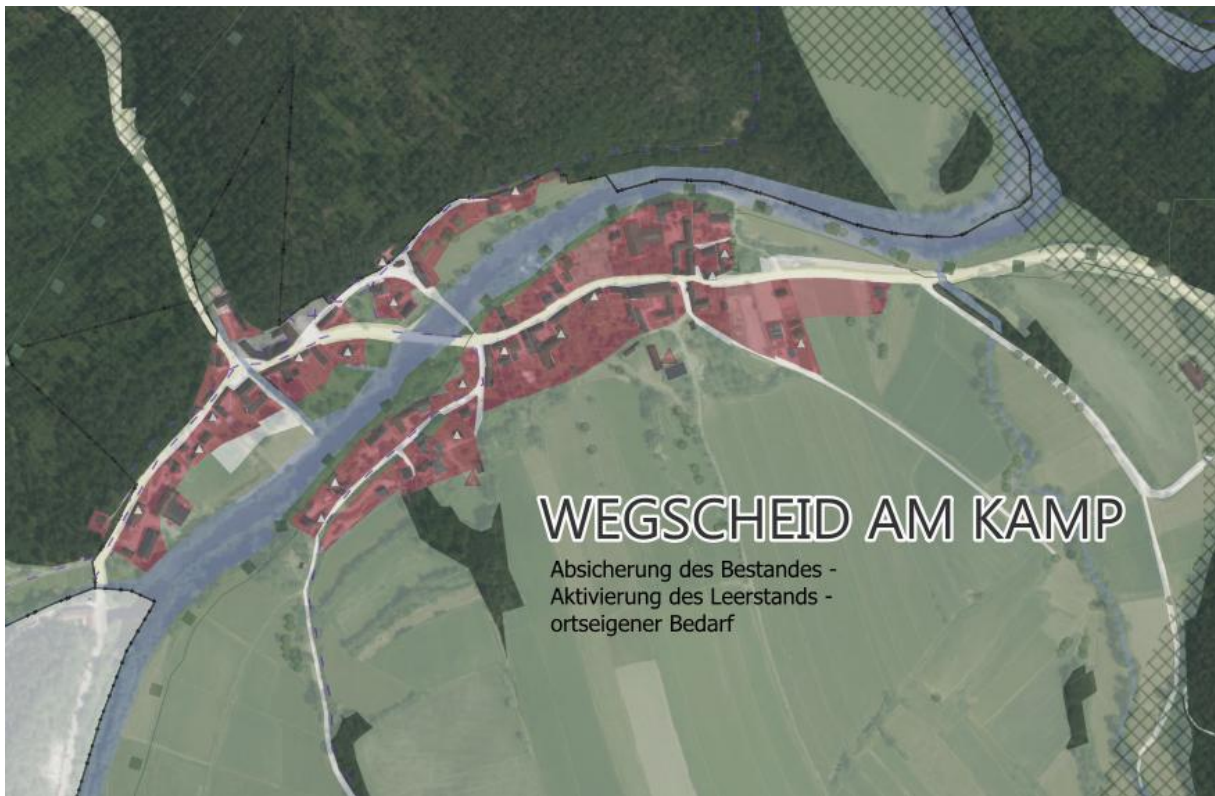 WEGSCHEID AM KAMP
Absicherung des Bestandes -
Aktivierung des Leerstands -
ortseigener Bedarf